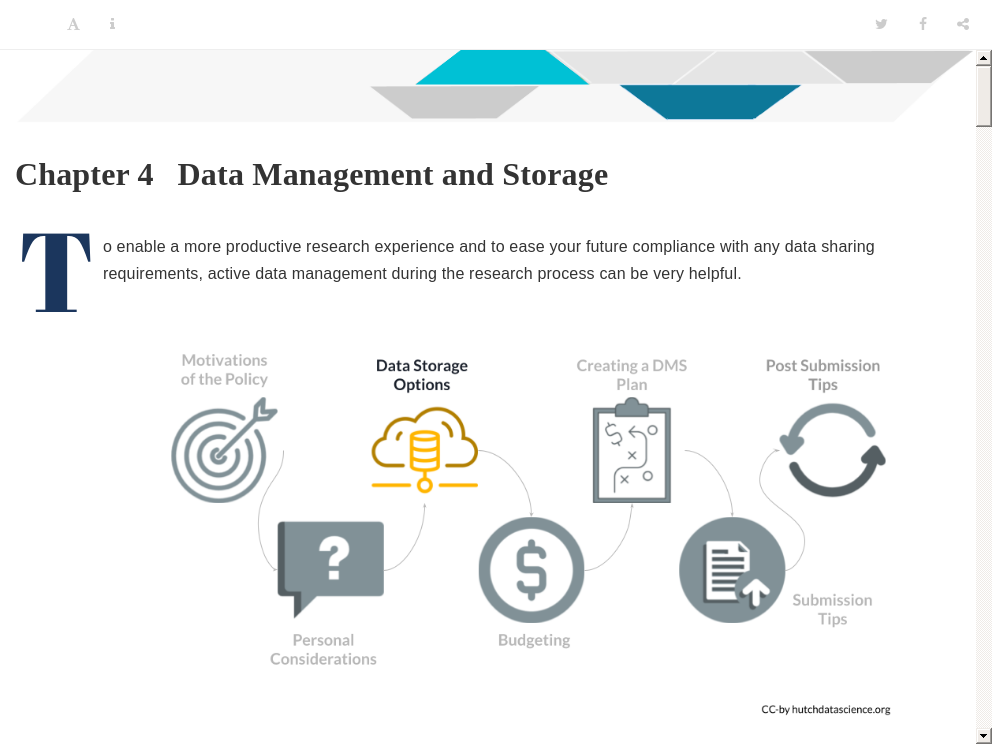 Chapter 4 Data Management and Storage
To enable a more productive research experience and to ease your future compliance with any data sharing
requirements, active data management during the research process can be very helpful.
Motivations
of the Policy
Data Storage
Options
Creating a DMS
Plan
Post Submission
Tips
Personal
Considerations
Budgeting
Submission
Tips
CC-by hutchdatascience.org